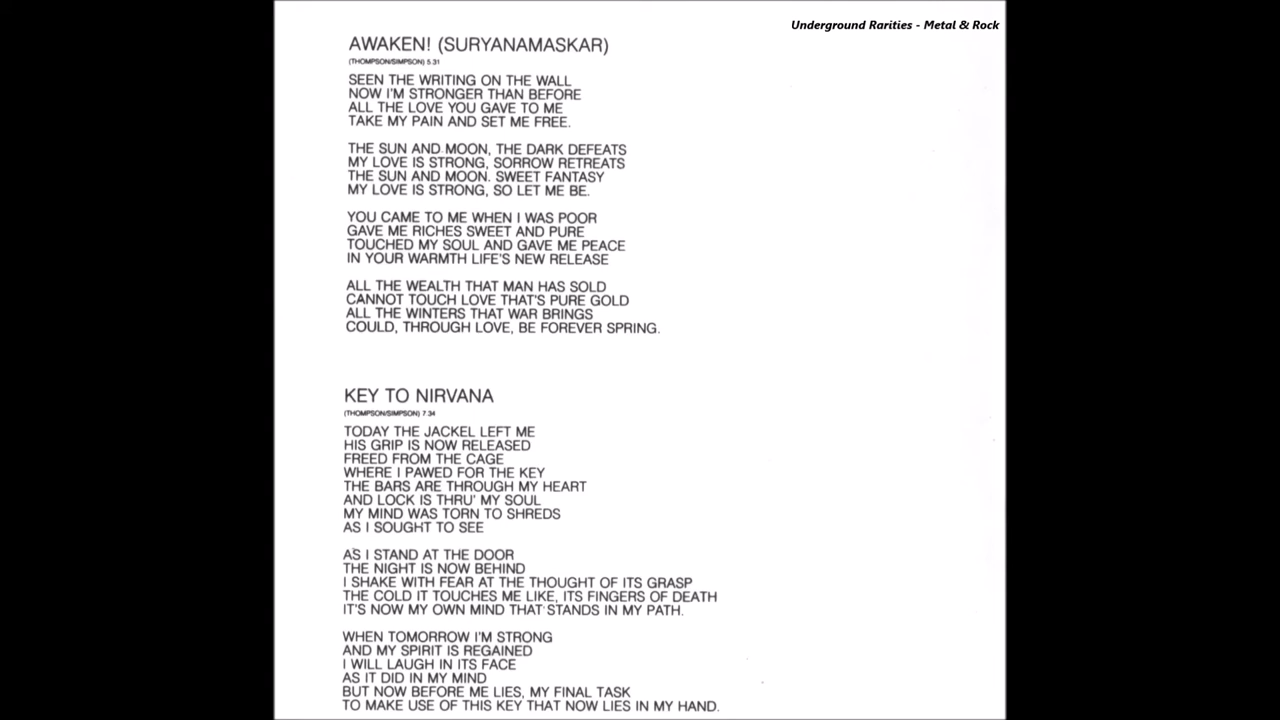 Underground Rarities - Metal & Rock
AWAKEN! (SURYANAMASKAR)
(THOMPSON/SIMPSON) 5.31
SEEN THE WRITING ON THE WALL
NOW I'M STRONGER THAN BEFORE
ALL THE LOVE YOU GAVE TO ME
TAKE MY PAIN AND SET ME FREE.
THE SUN AND MOON, THE DARK DEFEATS
MY LOVE IS STRONG, SORROW RETREATS
THE SUN AND MOON. SWEET FANTASY
MY LOVE IS STRONG, SO LET ME BE.
YOU CAME TO ME WHEN I WAS POOR
GAVE ME RICHES SWEET AND PURE
TOUCHED MY SOUL AND GAVE ME PEACE
IN YOUR WARMTH LIFE'S NEW RELEASE
ALL THE WEALTH THAT MAN HAS SOLD
CANNOT TOUCH LOVE THAT'S PURE GOLD
ALL THE WINTERS THAT WAR BRINGS
COULD, THROUGH LOVE, BE FOREVER SPRING.
KEY TO NIRVANA
(THOMPSON/SIMPSON) 7.34
TODAY THE JACKEL LEFT ME
HIS GRIP IS NOW RELEASED
FREED FROM THE CAGE
WHERE I PAWED FOR THE KEY
THE BARS ARE THROUGH MY HEART
AND LOCK IS THRU' MY SOUL
MY MIND WAS TORN TO SHREDS
AS I SOUGHT TO SEE
AS I STAND AT THE DOOR
THE NIGHT IS NOW BEHIND
I SHAKE WITH FEAR AT THE THOUGHT OF ITS GRASP
THE COLD IT TOUCHES ME LIKE, ITS FINGERS OF DEATH
IT'S NOW MY OWN MIND THAT STANDS IN MY PATH.
WHEN TOMORROW I'M STRONG
AND MY SPIRIT IS REGAINED
I WILL LAUGH IN ITS FACE
AS IT DID IN MY MIND
BUT NOW BEFORE ME LIES, MY FINAL TASK
TO MAKE USE OF THIS KEY THAT NOW LIES IN MY HAND.